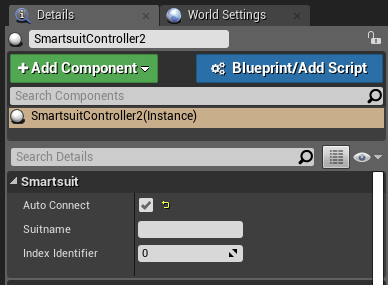 Details
World Settings
SmartsuitController2
+ Add Component
Blueprint/Add Script
Search Components
SmartsuitController2(Instance)
Search Details
Smartsuit
Auto Connect
Suitname
Index Identifier 0